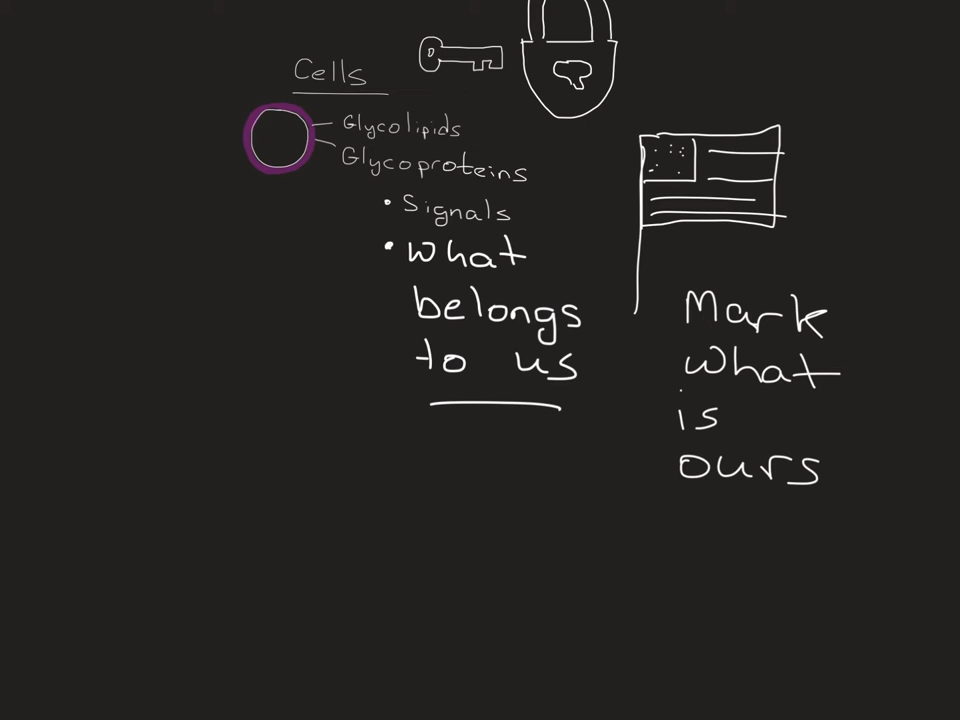 Cells
Glycolipids
Glycoproteins
• Signals
• What
belongs
to us
Mark
what
is
ours